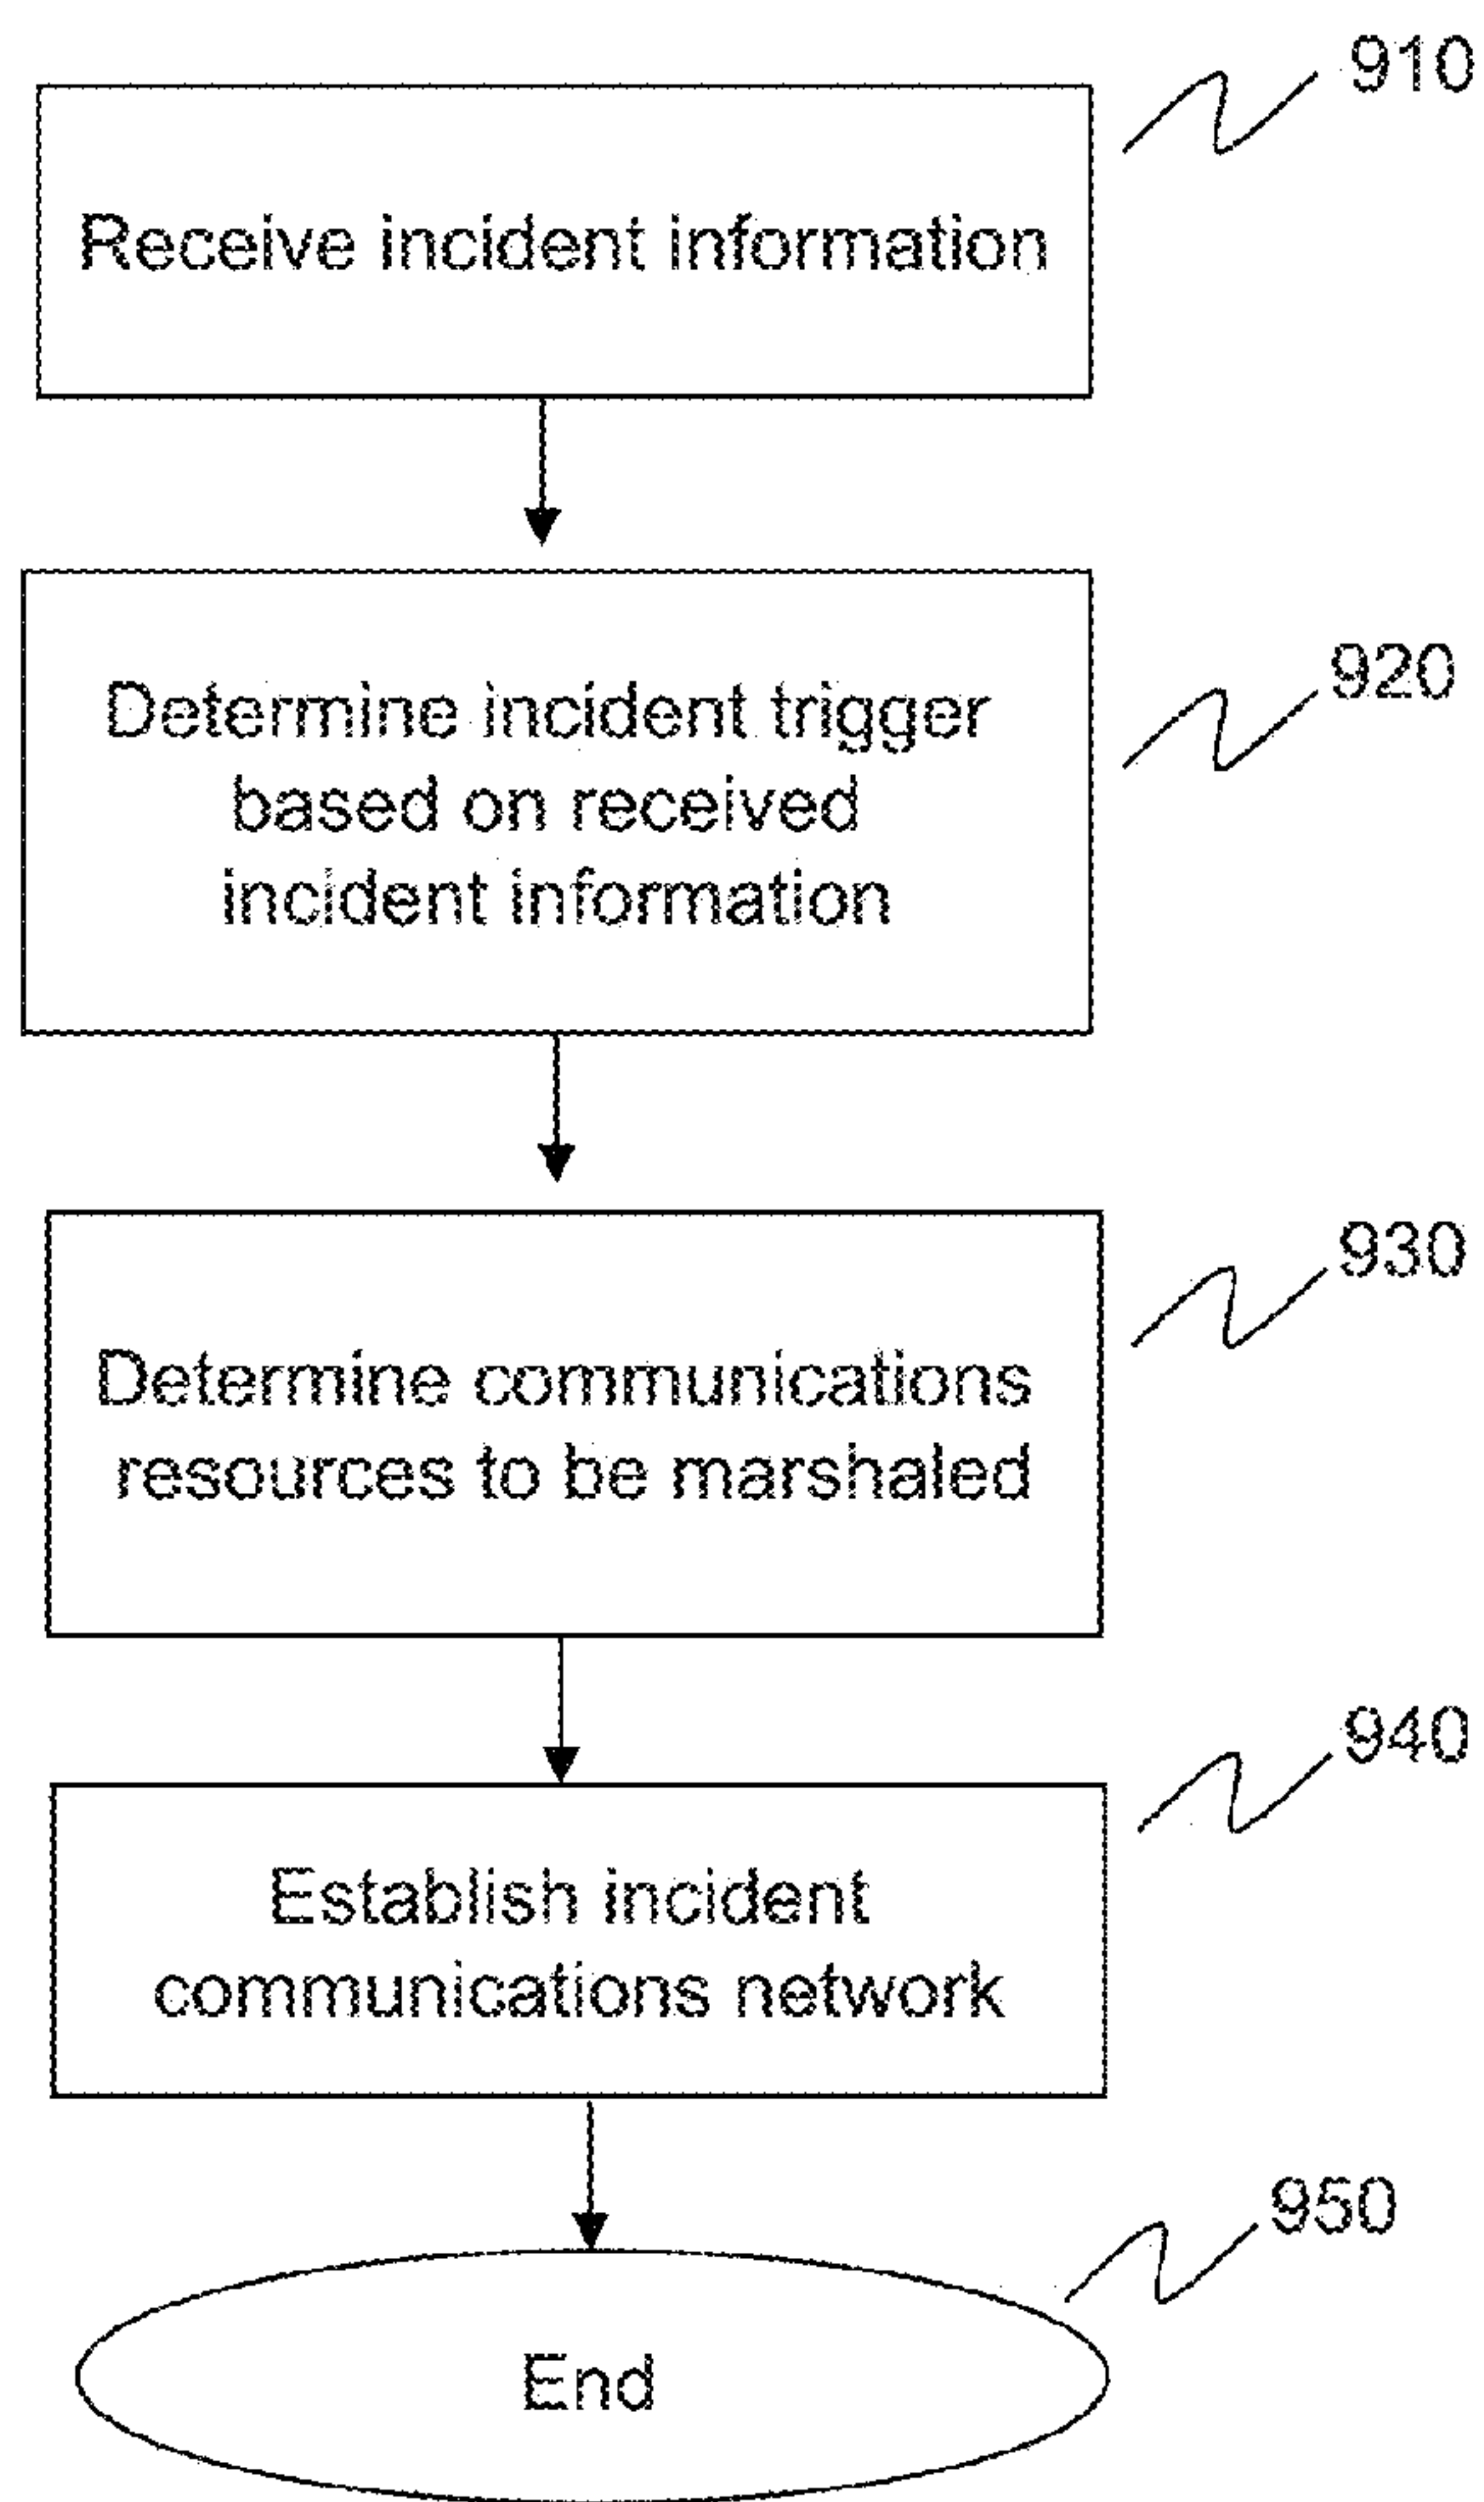 910
Receive incident information
920
Determine incident trigger
based on received
incident information
930
Determine communications
resources to be marshaled
940
Establish incident
communications network
950
End